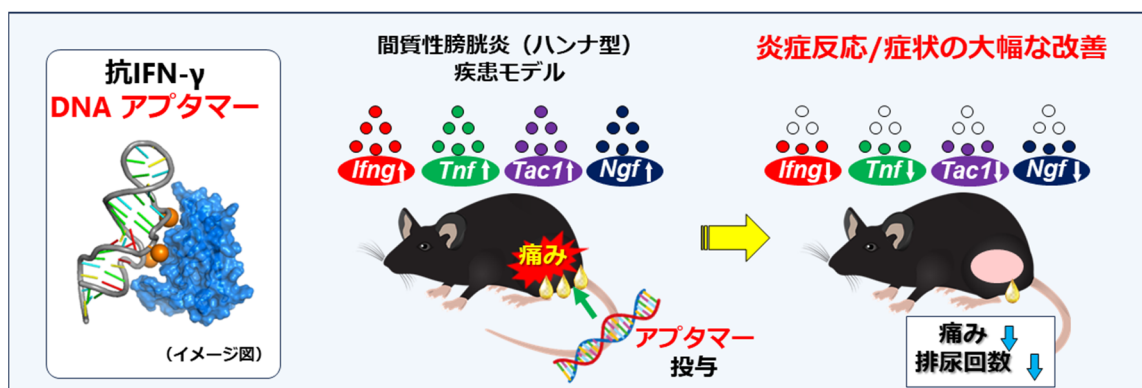 抗IFN-γ
DNA アプタマー
（イメージ図）
間質性膀胱炎（ハンナ型）
疾患モデル
Ifng↑ Tnf↑ Tac1↑ Ngf↑
痛み
アプタマー
投与
炎症反応/症状の大幅な改善
Ifng↓ Tnf↓ Tac1↓ Ngf↓
痛み
排尿回数